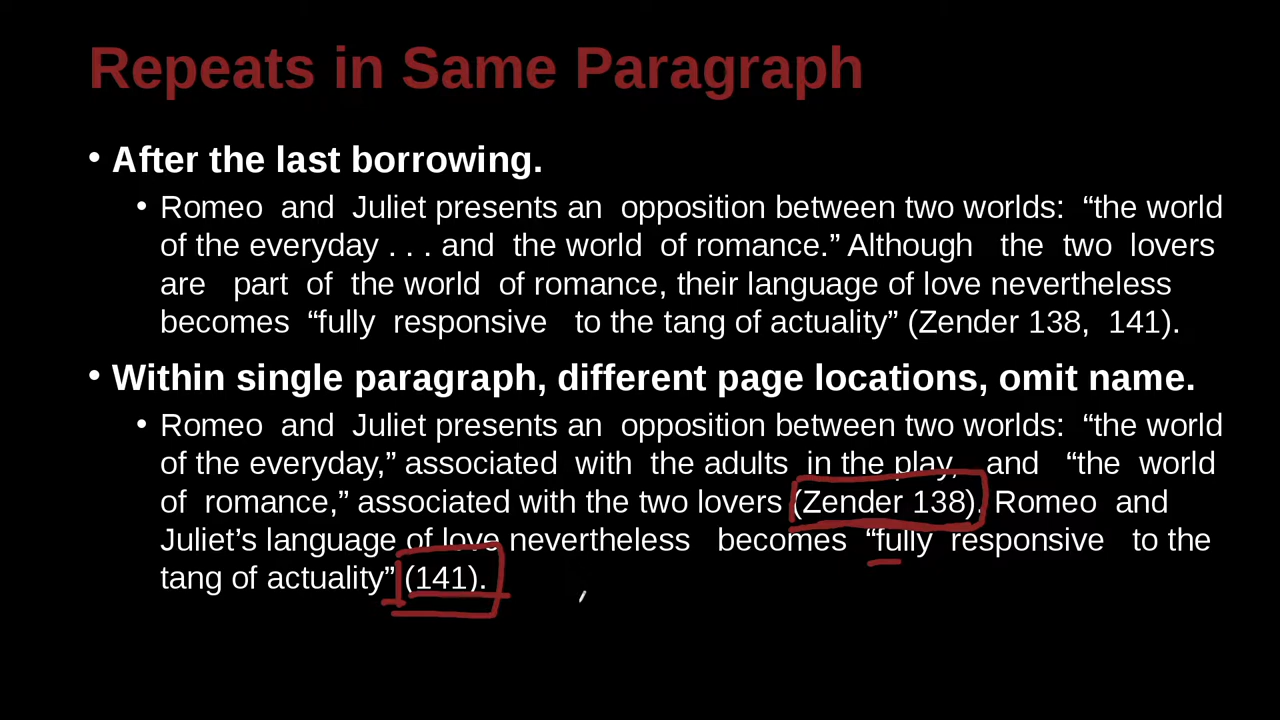 Repeats in Same Paragraph
• After the last borrowing.
• Romeo and Juliet presents an opposition between two worlds: “the world
of the everyday . . . and the world of romance.” Although the two lovers
are part of the world of romance, their language of love nevertheless
becomes “fully responsive to the tang of actuality” (Zender 138, 141).
• Within single paragraph, different page locations, omit name.
• Romeo and Juliet presents an opposition between two worlds: “the world
of the everyday,” associated with the adults in the play, and “the world
of romance,” associated with the two lovers (Zender 138). Romeo and
Juliet’s language of love nevertheless becomes “fully responsive to the
tang of actuality” (141).